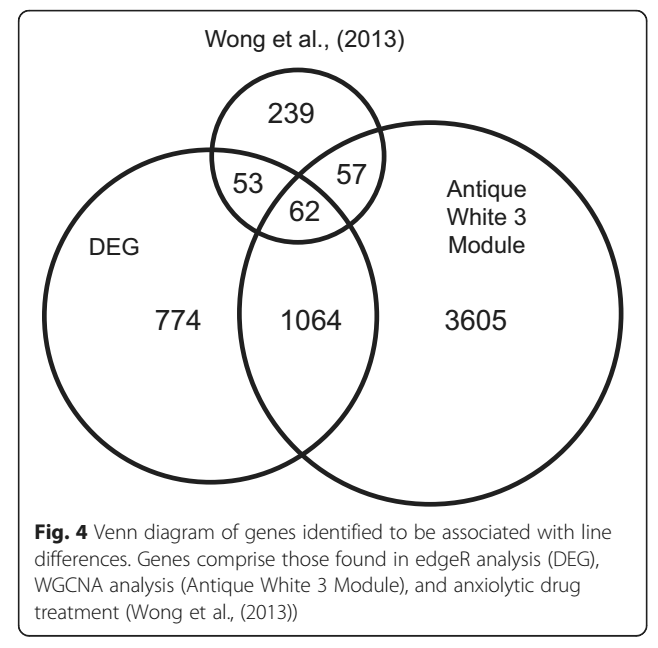 Wong et al., (2013)
239
53
57
62
Antique
White 3
Module
DEG
774
1064
3605
Fig. 4 Venn diagram of genes identified to be associated with line
differences. Genes comprise those found in edgeR analysis (DEG),
WGCNA analysis (Antique White 3 Module), and anxiolytic drug
treatment (Wong et al., (2013))